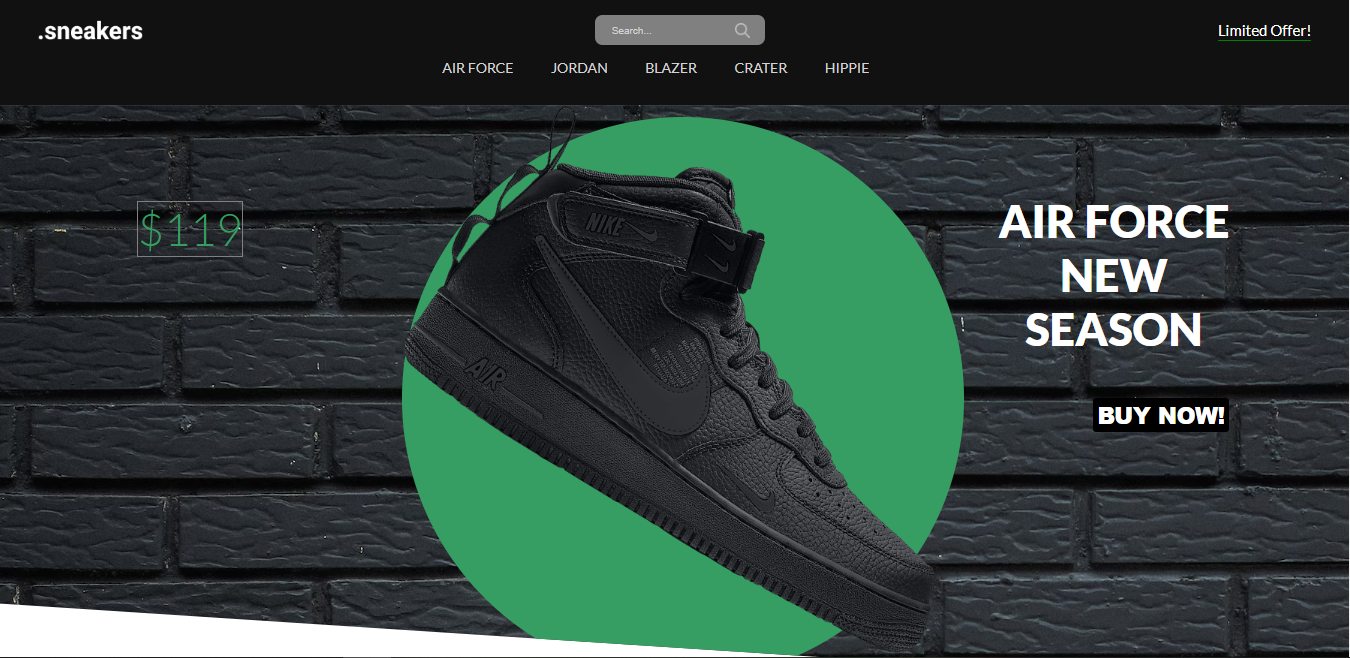 .sneakers
Search...
Limited Offer!
AIR FORCE
JORDAN
BLAZER
CRATER
HIPPIE
$119
NIKE
AIR
AIR FORCE
NEW
SEASON
BUY NOW!